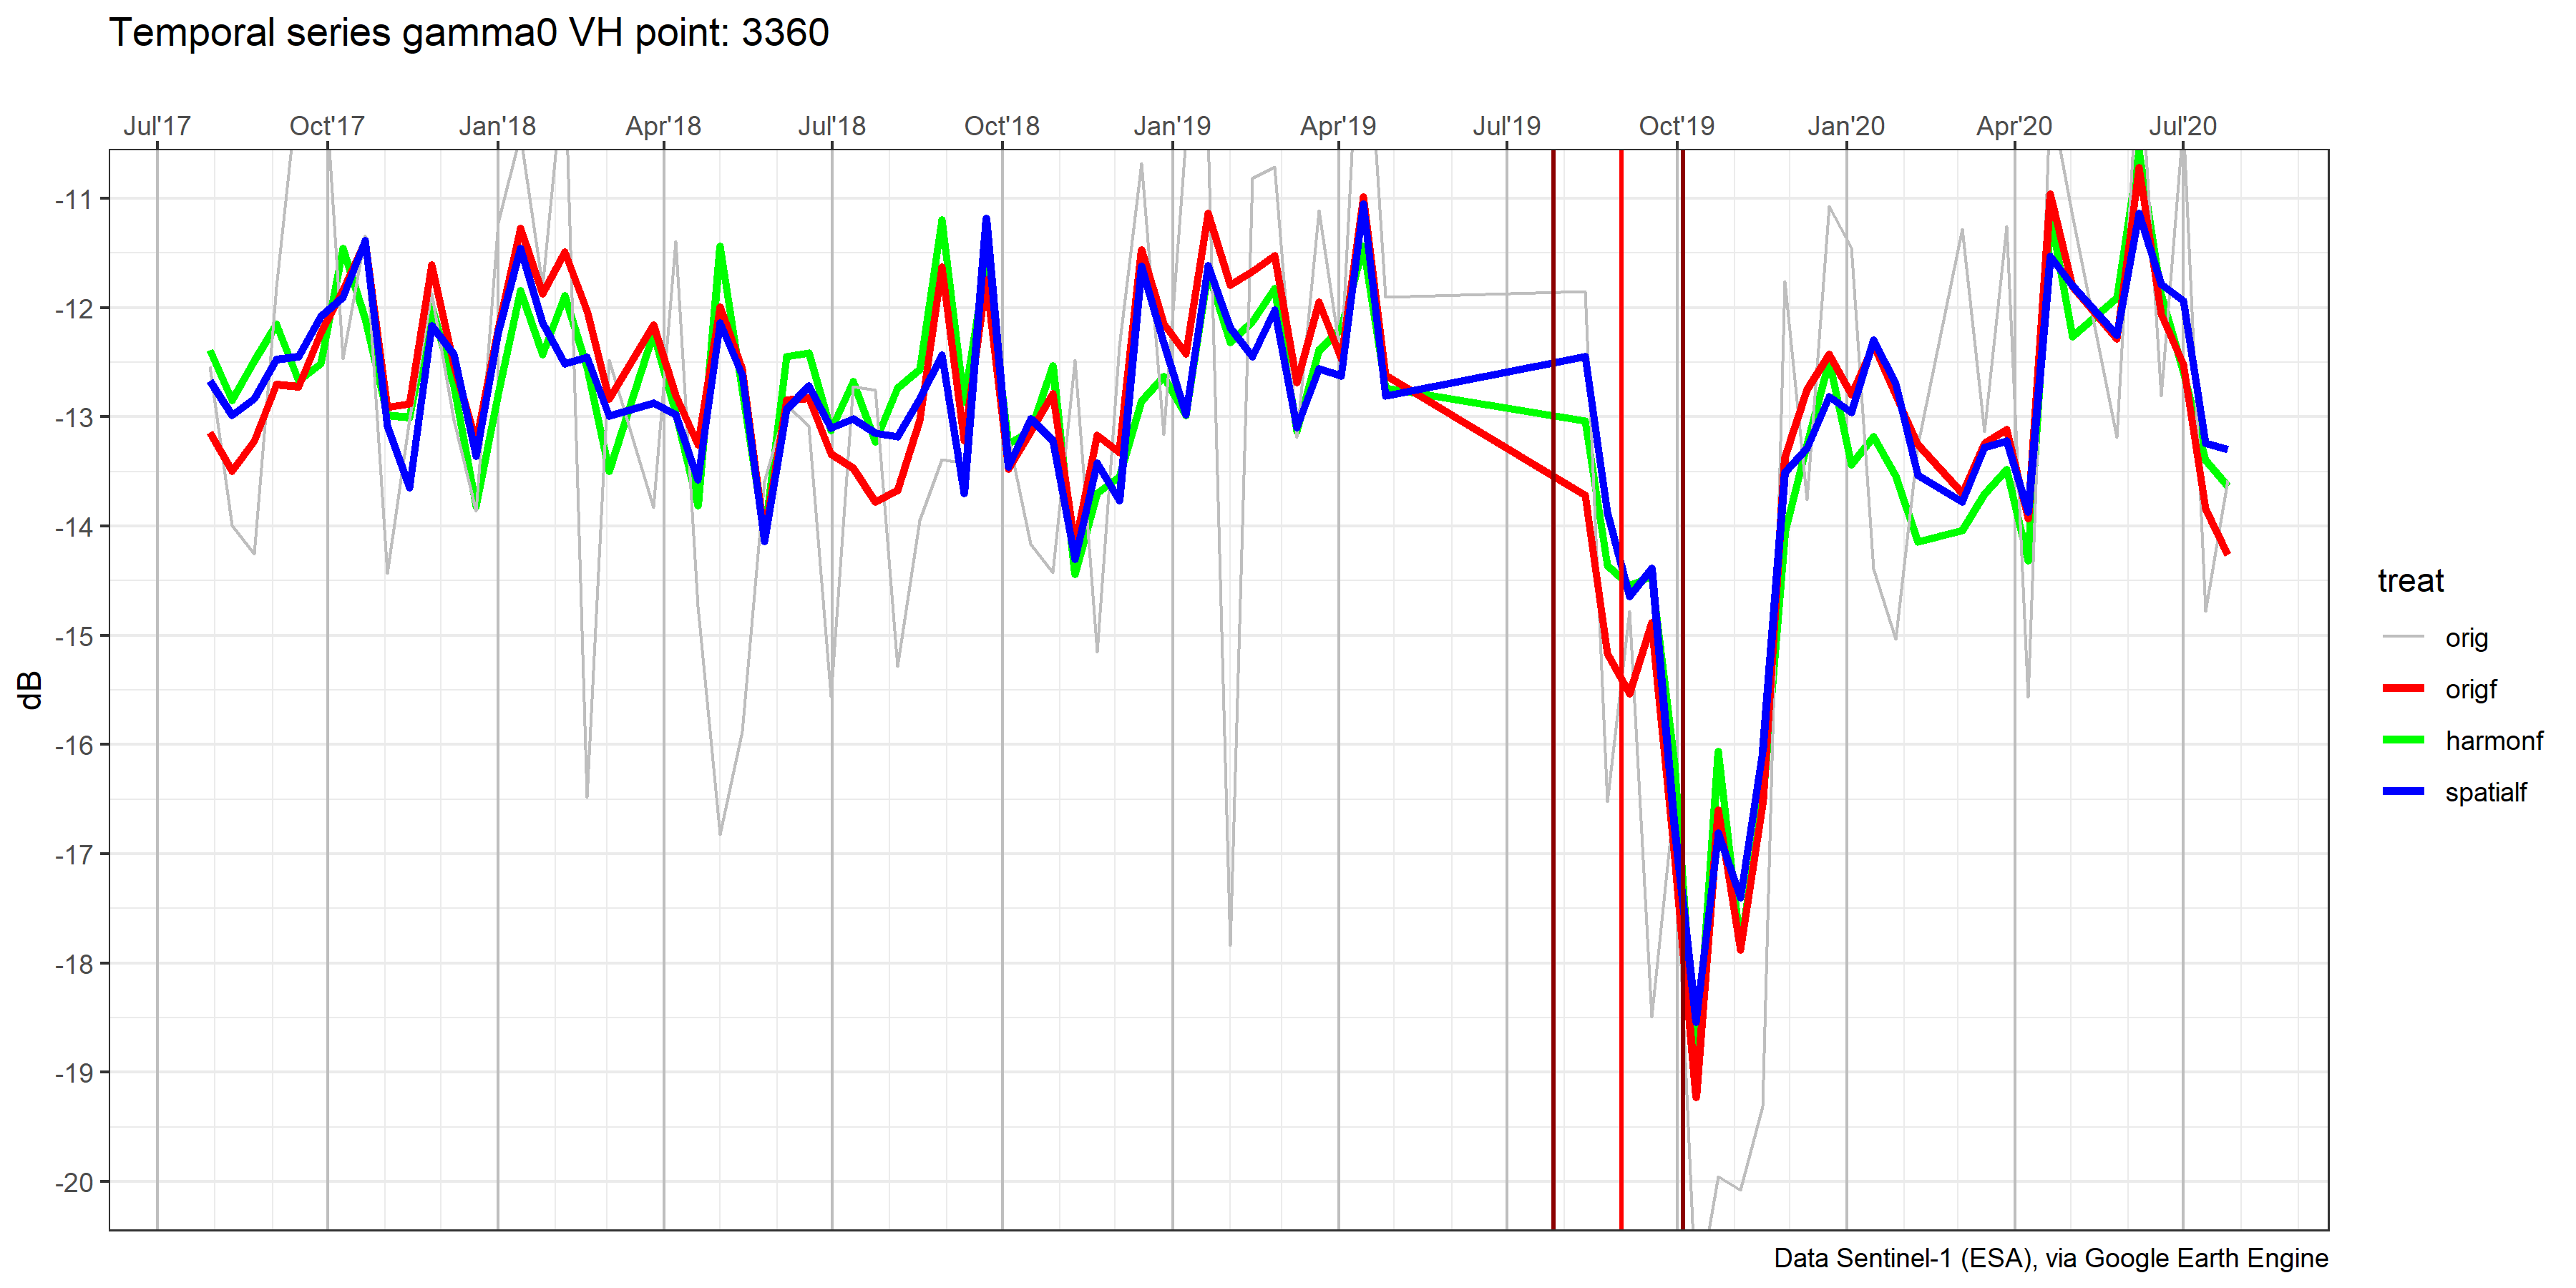 Temporal series gamma0 VH point: 3360
Jul'17 Oct'17 Jan'18 Apr'18 Jul'18 Oct'18 Jan'19 Apr'19 Jul'19 Oct'19 Jan'20 Apr'20 Jul'20
-11
-12
-13
-14
-15
-16
-17
-18
-19
-20
dB
treat
orig
origf
harmonf
spatialf
Data Sentinel-1 (ESA), via Google Earth Engine